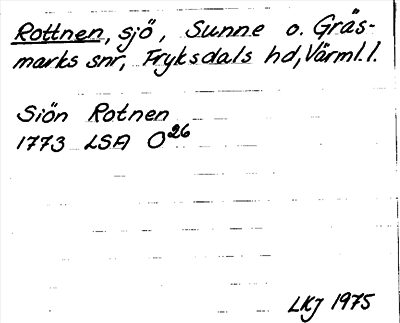 Rottnen, sjö, Sunne o. Gräs-
marks snr, Fryksdals hd, Värml. l.
Siön Rotnen
1773 LSA O26
LKJ 1975